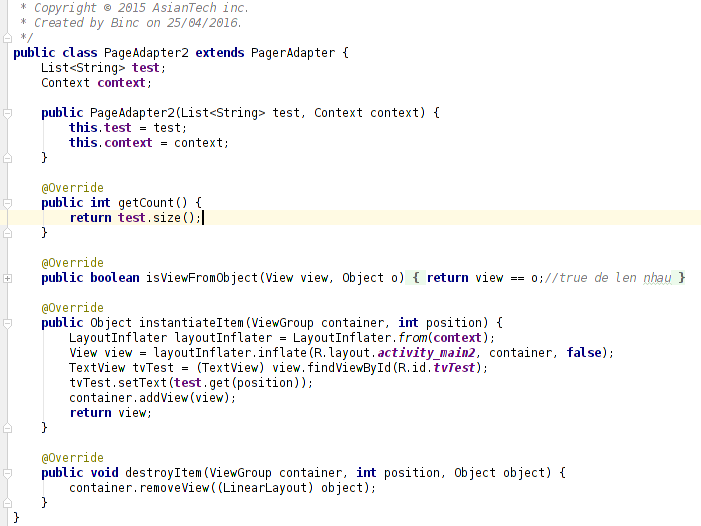 * Copyright © 2015 AsianTech inc.
* Created by Binc on 25/04/2016.
*/
public class PageAdapter2 extends PagerAdapter {
    List<String> test;
    Context context;

    public PageAdapter2(List<String> test, Context context) {
        this.test = test;
        this.context = context;
    }

    @Override
    public int getCount() {
        return test.size();
    }

    @Override
    public boolean isViewFromObject(View view, Object o) { return view == o;//true de len nhau }

    @Override
    public Object instantiateItem(ViewGroup container, int position) {
        LayoutInflater layoutInflater = LayoutInflater.from(context);
        View view = layoutInflater.inflate(R.layout.activity_main2, container, false);
        TextView tvTest = (TextView) view.findViewById(R.id.tvTest);
        tvTest.setText(test.get(position));
        container.addView(view);
        return view;
    }

    @Override
    public void destroyItem(ViewGroup container, int position, Object object) {
        container.removeView((LinearLayout) object);
    }
}